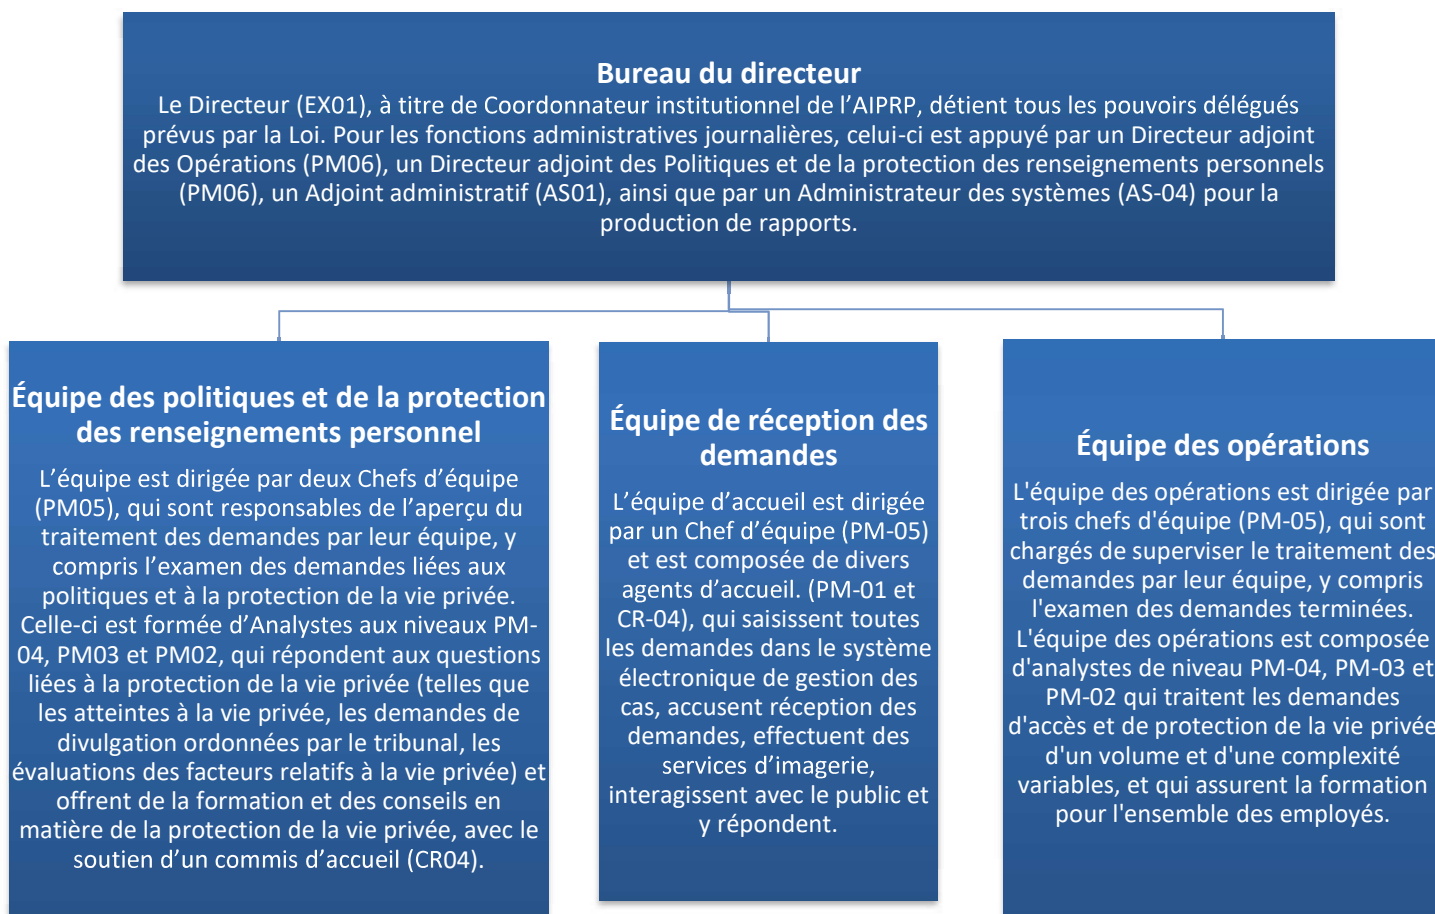 Bureau du directeur
Le Directeur (EX01), à titre de Coordonnateur institutionnel de l’AIPRP, détient tous les pouvoirs délégués
prévus par la Loi. Pour les fonctions administratives journalières, celui-ci est appuyé par un Directeur adjoint
des Opérations (PM06), un Directeur adjoint des Politiques et de la protection des renseignements personnels
(PM06), un Adjoint administratif (AS01), ainsi que par un Administrateur des systèmes (AS-04) pour la
production de rapports.
Équipe des politiques et de la protection
des renseignements personnel
L’équipe est dirigée par deux Chefs d’équipe
(PM05), qui sont responsables de l’aperçu du
traitement des demandes par leur équipe, y
compris l’examen des demandes liées aux
politiques et à la protection de la vie privée.
Celle-ci est formée d’Analystes aux niveaux PM-
04, PM03 et PM02, qui répondent aux questions
liées à la protection de la vie privée (telles que
les atteintes à la vie privée, les demandes de
divulgation ordonnées par le tribunal, les
évaluations des facteurs relatifs à la vie privée) et
offrent de la formation et des conseils en
matière de la protection de la vie privée, avec le
soutien d’un commis d’accueil (CR04).
Équipe de réception des
demandes
L’équipe d’accueil est dirigée
par un Chef d’équipe (PM-05)
et est composée de divers
agents d’accueil. (PM-01 et
CR-04), qui saisissent toutes
les demandes dans le système
électronique de gestion des
cas, accusent réception des
demandes, effectuent des
services d’imagerie,
interagissent avec le public et
y répondent.
Équipe des opérations
L'équipe des opérations est dirigée par
trois chefs d'équipe (PM-05), qui sont
chargés de superviser le traitement des
demandes par leur équipe, y compris
l'examen des demandes terminées.
L'équipe des opérations est composée
d'analystes de niveau PM-04, PM-03 et
PM-02 qui traitent les demandes
d'accès et de protection de la vie privée
d'un volume et d'une complexité
variables, et qui assurent la formation
pour l'ensemble des employés.